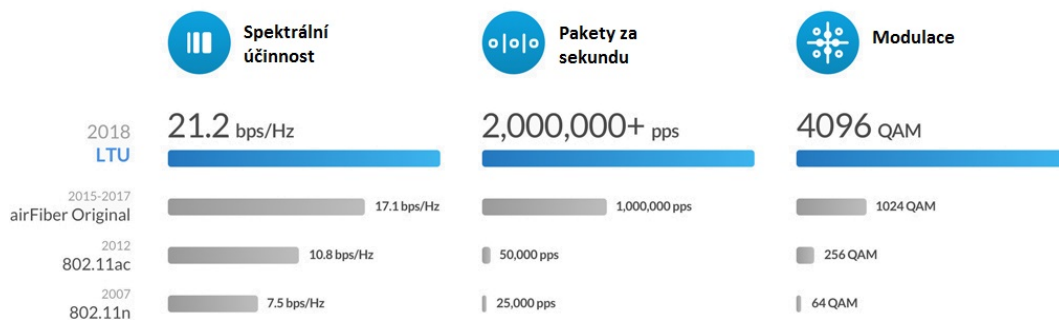 Spektrální
účinnost
Pakety za
sekundu
Modulace
2018
LTU
21.2 bps/Hz
2,000,000+ pps
4096 QAM
2015-2017
airFiber Original
17.1 bps/Hz
1,000,000 pps
1024 QAM
2012
802.11ac
10.8 bps/Hz
50,000 pps
256 QAM
2007
802.11n
7.5 bps/Hz
25,000 pps
64 QAM